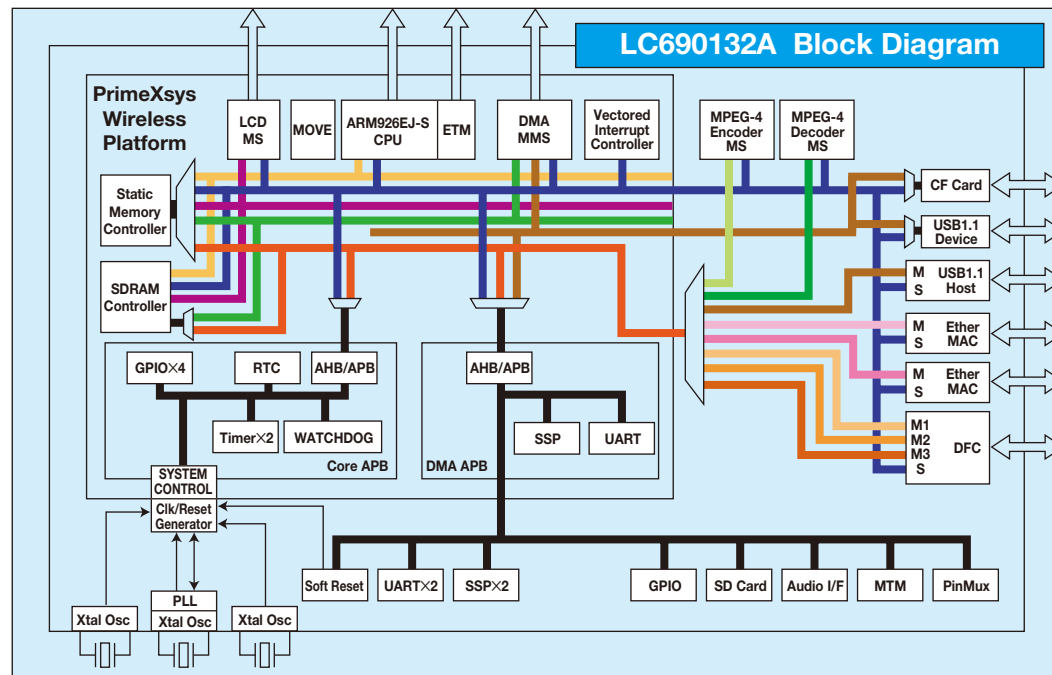 LC690132A Block Diagram
PrimeXsys
Wireless
Platform
LCD
MS
MOVE
ARM926EJ-S
CPU
ETM
DMA
MMS
Vectored
Interrupt
Controller
MPEG-4
Encoder
MS
MPEG-4
Decoder
MS
Static
Memory
Controller
SDRAM
Controller
CF Card
USB1.1
Device
M USB1.1
S Host
M Ether
S MAC
M Ether
S MAC
M1
M2
M3 DFC
S
GPIO×4
RTC
AHB/APB
AHB/APB
Timer×2
WATCHDOG
SSP
UART
Core APB
DMA APB
SYSTEM
CONTROL
Clk/Reset
Generator
Soft Reset
UART×2
SSP×2
GPIO
SD Card
Audio I/F
MTM
PinMux
PLL
Xtal Osc
Xtal Osc
Xtal Osc